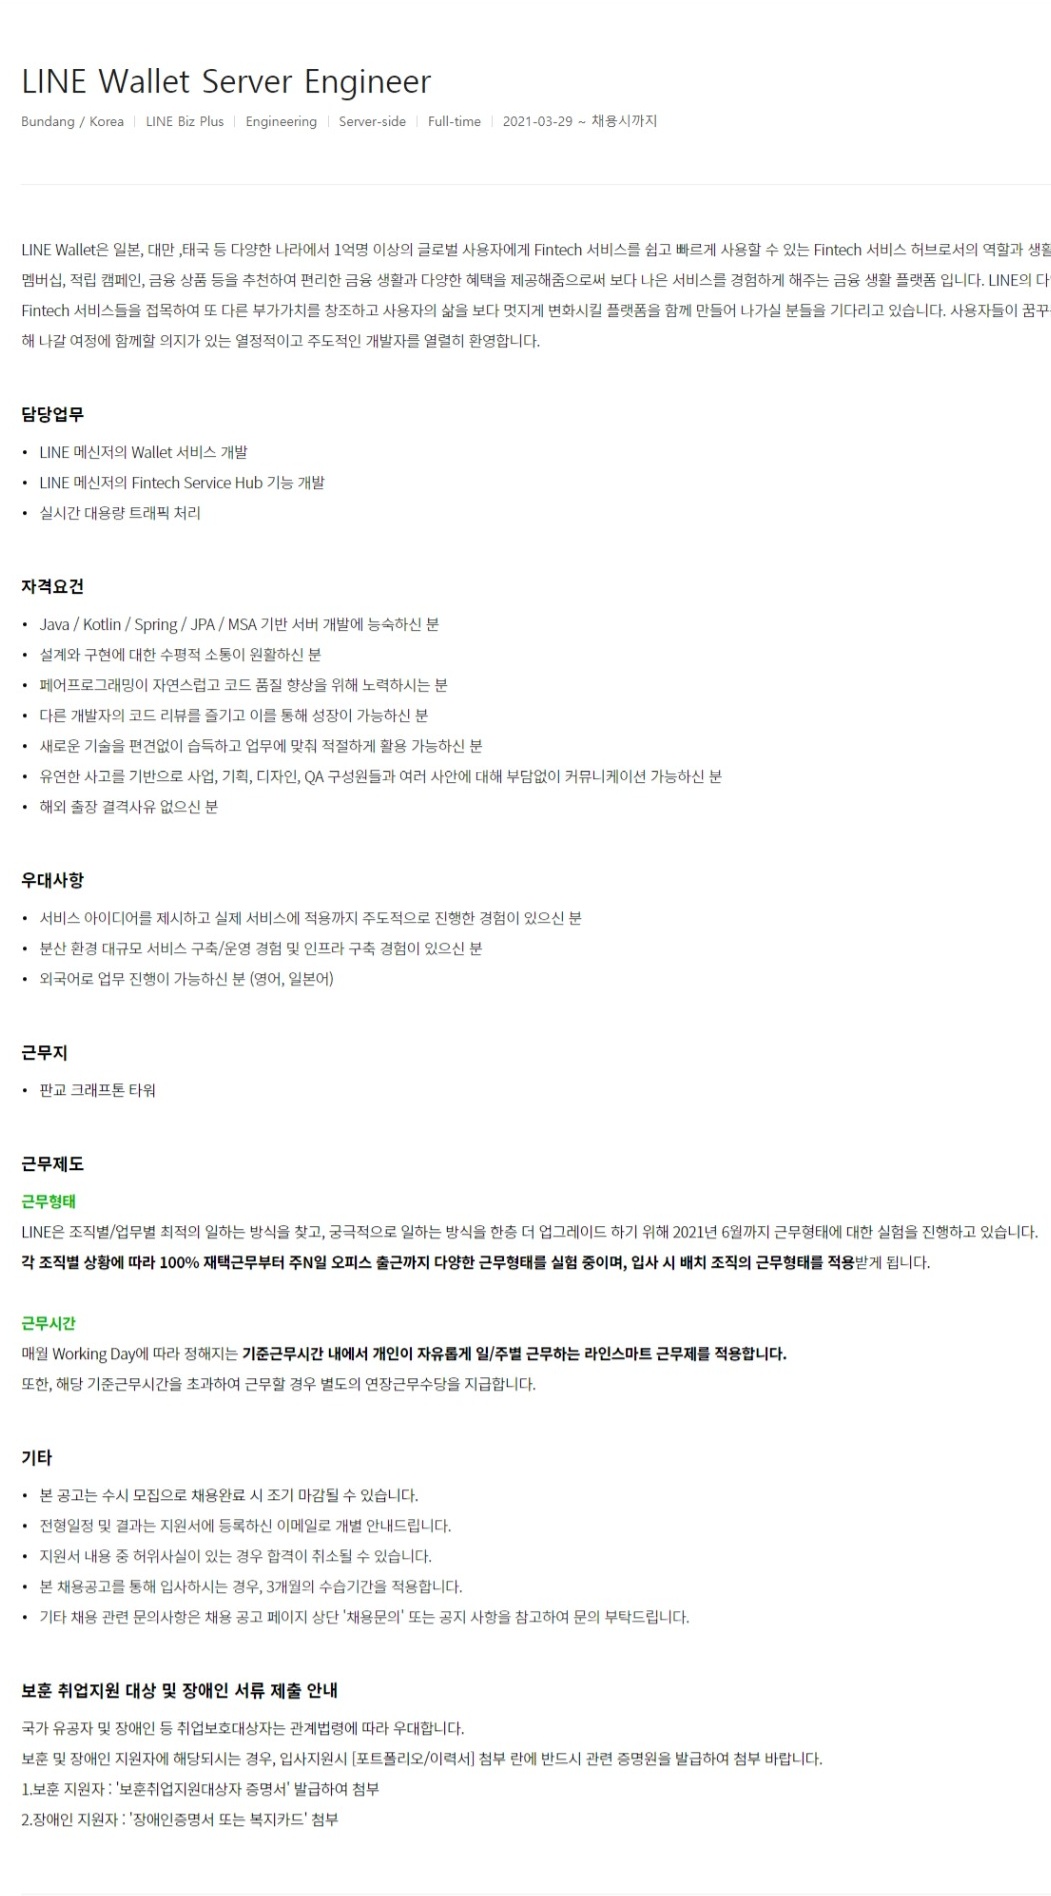 LINE Wallet Server Engineer
Bundang / Korea | LINE Biz Plus | Engineering | Server-side | Full-time | 2021-03-29 ~ 채용시까지
LINE Wallet은 일본, 대만 ,태국 등 다양한 나라에서 1억명 이상의 글로벌 사용자에게 Fintech 서비스를 쉽고 빠르게 사용할 수 있는 Fintech 서비스 허브로서의 역할과 생활
멤버십, 적립 캠페인, 금융 상품 등을 추천하여 편리한 금융 생활과 다양한 혜택을 제공해줌으로써 보다 나은 서비스를 경험하게 해주는 금융 생활 플랫폼 입니다. LINE의 다
Fintech 서비스들을 접목하여 또 다른 부가가치를 창조하고 사용자의 삶을 보다 멋지게 변화시킬 플랫폼을 함께 만들어 나가실 분들을 기다리고 있습니다. 사용자들이 꿈꾸
해 나갈 여정에 함께할 의지가 있는 열정적이고 주도적인 개발자를 열렬히 환영합니다.
담당업무
• LINE 메신저의 Wallet 서비스 개발
• LINE 메신저의 Fintech Service Hub 기능 개발
• 실시간 대용량 트래픽 처리
자격요건
• Java / Kotlin / Spring / JPA / MSA 기반 서버 개발에 능숙하신 분
• 설계와 구현에 대한 수평적 소통이 원활하신 분
• 페어프로그래밍이 자연스럽고 코드 품질 향상을 위해 노력하시는 분
• 다른 개발자의 코드 리뷰를 즐기고 이를 통해 성장이 가능하신 분
• 새로운 기술을 편견없이 습득하고 업무에 맞춰 적절하게 활용 가능하신 분
• 유연한 사고를 기반으로 사업, 기획, 디자인, QA 구성원들과 여러 사안에 대해 부담없이 커뮤니케이션 가능하신 분
• 해외 출장 결격사유 없으신 분
우대사항
• 서비스 아이디어를 제시하고 실제 서비스에 적용까지 주도적으로 진행한 경험이 있으신 분
• 분산 환경 대규모 서비스 구축/운영 경험 및 인프라 구축 경험이 있으신 분
• 외국어로 업무 진행이 가능하신 분 (영어, 일본어)
근무지
• 판교 크래프톤 타워
근무제도
근무형태
LINE은 조직별/업무별 최적의 일하는 방식을 찾고, 궁극적으로 일하는 방식을 한층 더 업그레이드 하기 위해 2021년 6월까지 근무형태에 대한 실험을 진행하고 있습니다.
각 조직별 상황에 따라 100% 재택근무부터 주N일 오피스 출근까지 다양한 근무형태를 실험 중이며, 입사 시 배치 조직의 근무형태를 적용받게 됩니다.
근무시간
매월 Working Day에 따라 정해지는 기준근무시간 내에서 개인이 자유롭게 일/주별 근무하는 라인스마트 근무제를 적용합니다.
또한, 해당 기준근무시간을 초과하여 근무할 경우 별도의 연장근무수당을 지급합니다.
기타
• 본 공고는 수시 모집으로 채용완료 시 조기 마감될 수 있습니다.
• 전형일정 및 결과는 지원서에 등록하신 이메일로 개별 안내드립니다.
• 지원서 내용 중 허위사실이 있는 경우 합격이 취소될 수 있습니다.
• 본 채용공고를 통해 입사하시는 경우, 3개월의 수습기간을 적용합니다.
• 기타 채용 관련 문의사항은 채용 공고 페이지 상단 '채용문의' 또는 공지 사항을 참고하여 문의 부탁드립니다.
보훈 취업지원 대상 및 장애인 서류 제출 안내
국가 유공자 및 장애인 등 취업보호대상자는 관계법령에 따라 우대합니다.
보훈 및 장애인 지원자에 해당되시는 경우, 입사지원시 [포트폴리오/이력서] 첨부 란에 반드시 관련 증명원을 발급하여 첨부 바랍니다.
1.보훈 지원자 : '보훈취업지원대상자 증명서' 발급하여 첨부
2.장애인 지원자 : '장애인증명서 또는 복지카드' 첨부